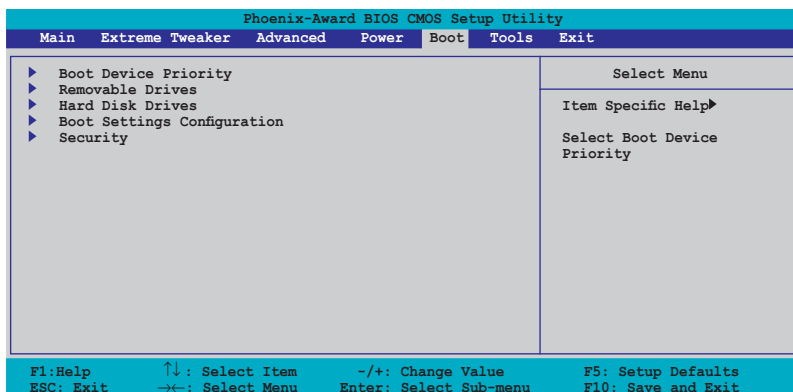 Phoenix-Award BIOS CMOS Setup Utility
Main Extreme Tweaker Advanced Power Boot Tools Exit
Boot Device Priority
Removable Drives
Hard Disk Drives
Boot Settings Configuration
Security
Select Menu
Item Specific Help
Select Boot Device
Priority
F1:Help ↑↓ : Select Item -/+: Change Value F5: Setup Defaults
ESC: Exit →←: Select Menu Enter: Select Sub-menu F10: Save and Exit